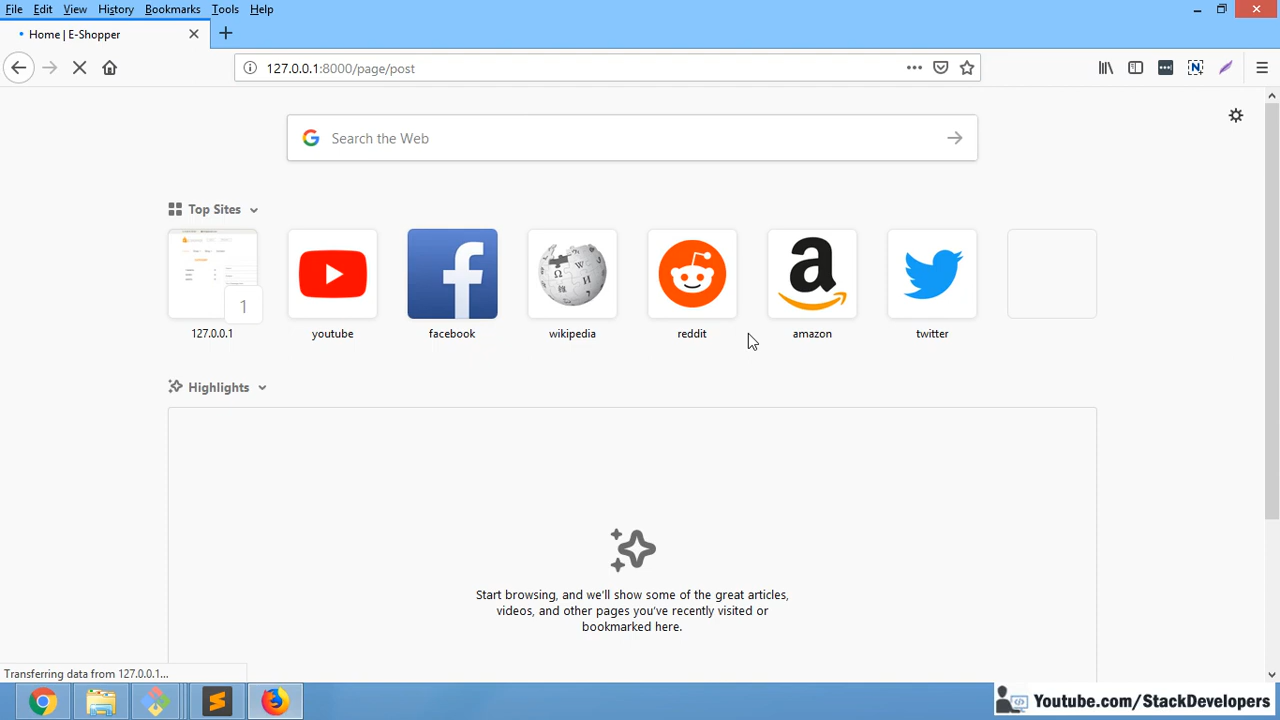 File Edit View History Bookmarks Tools Help
Home | E-Shopper
127.0.0.1:8000/page/post
Search the Web
Top Sites
1
127.0.0.1 youtube facebook wikipedia reddit amazon twitter
Highlights
Start browsing, and we'll show some of the great articles,
videos, and other pages you've recently visited or
bookmarked here.
Transferring data from 127.0.0.1...
Youtube.com/StackDevelopers